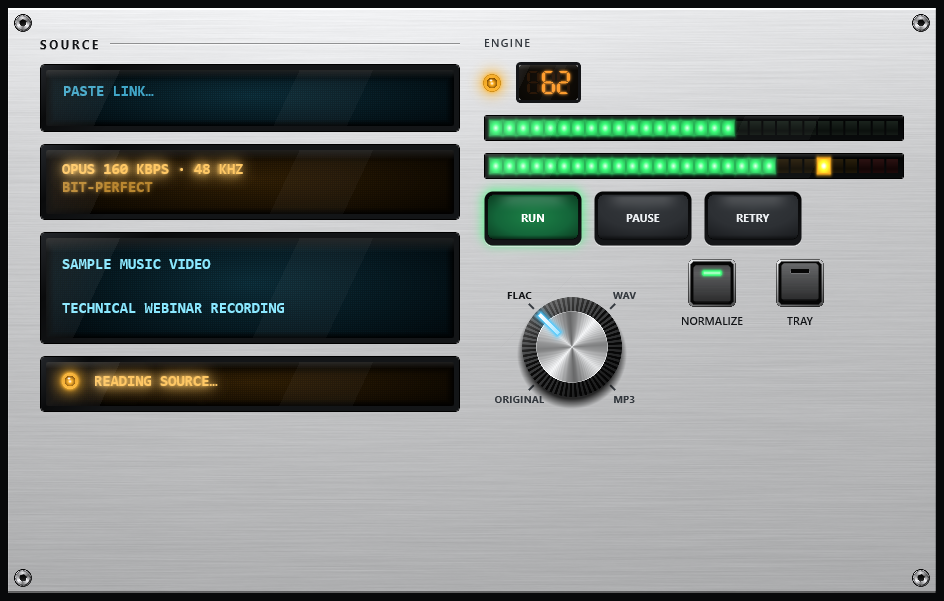 SOURCE
PASTE LINK…
OPUS 160 KBPS · 48 KHZ
BIT-PERFECT
SAMPLE MUSIC VIDEO
TECHNICAL WEBINAR RECORDING
READING SOURCE…
ENGINE
62
RUN
PAUSE
RETRY
FLAC
WAV
ORIGINAL
MP3
NORMALIZE
TRAY